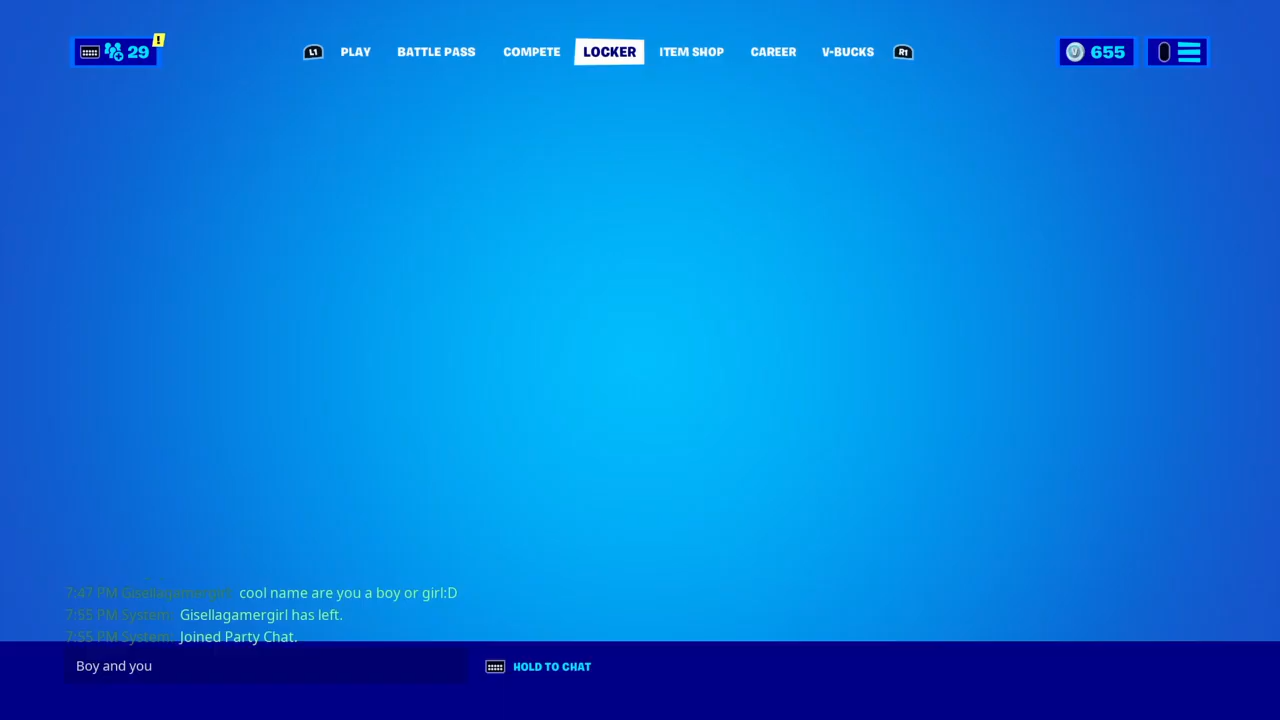 29 !
L1 PLAY BATTLE PASS COMPETE LOCKER ITEM SHOP CAREER V-BUCKS R1
V 655
7:47 PM Gisellagamergirl: cool name are you a boy or girl:D
7:55 PM System: Gisellagamergirl has left.
7:55 PM System: Joined Party Chat.
Boy and you
HOLD TO CHAT